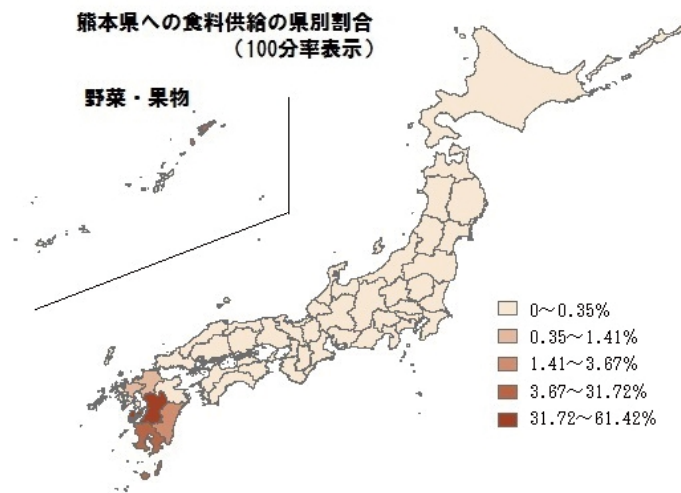 熊本県への食料供給の県別割合
（100分率表示）
野菜・果物
0～0.35%
0.35～1.41%
1.41～3.67%
3.67～31.72%
31.72～61.42%